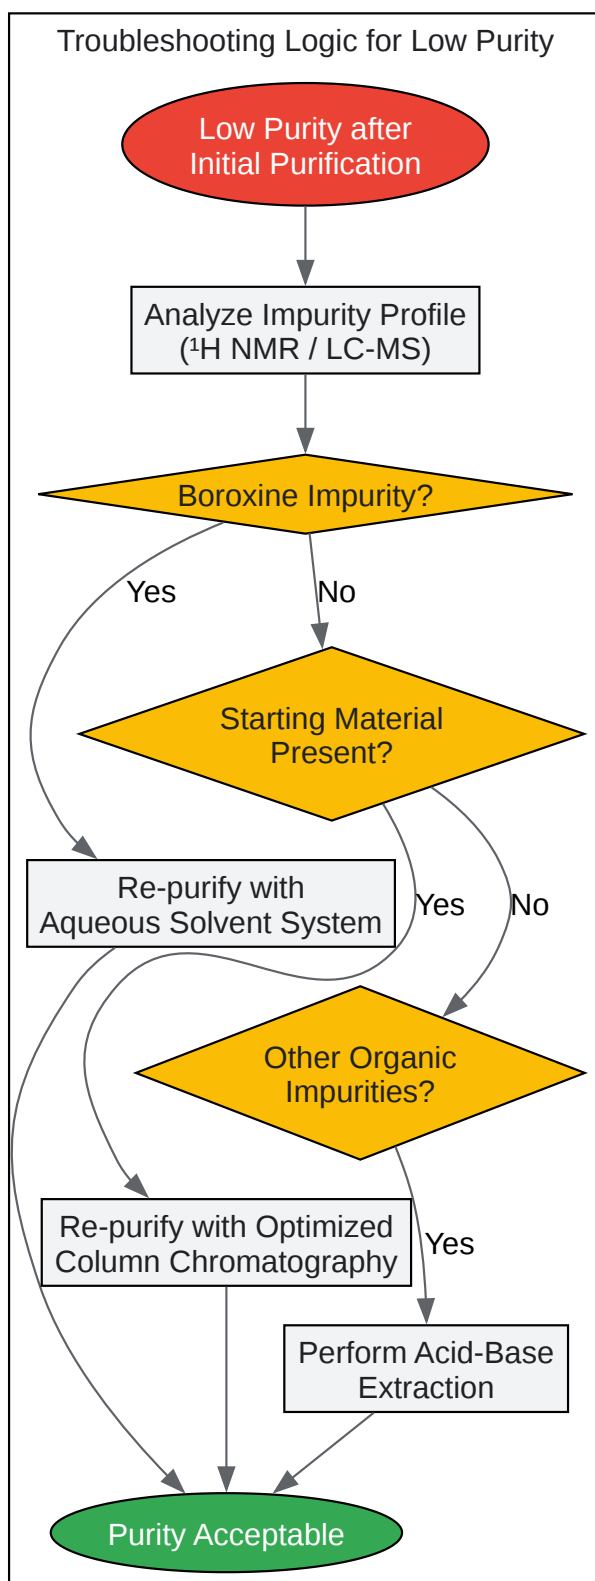 Troubleshooting Logic for Low Purity
Low Purity after
Initial Purification
Analyze Impurity Profile
(¹H NMR / LC-MS)
Boroxine Impurity?
Yes
No
Starting Material
Present?
Re-purify with
Aqueous Solvent System
Yes
No
Other Organic
Impurities?
Re-purify with Optimized
Column Chromatography
Yes
Perform Acid-Base
Extraction
Purity Acceptable